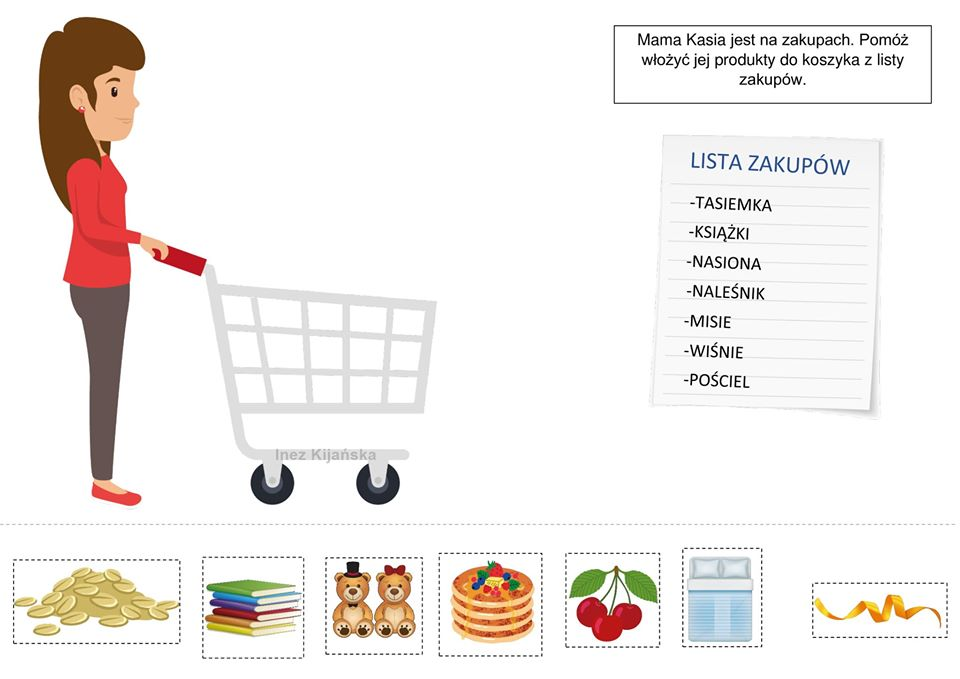 Mama Kasia jest na zakupach. Pomóż
włożyć jej produkty do koszyka z listy
zakupów.
LISTA ZAKUPÓW
-TASIEMKA
-KSIĄŻKI
-NASIONA
-NALEŚNIK
-MISIE
-WIŚNIE
-POŚCIEL
Inez Kijańska